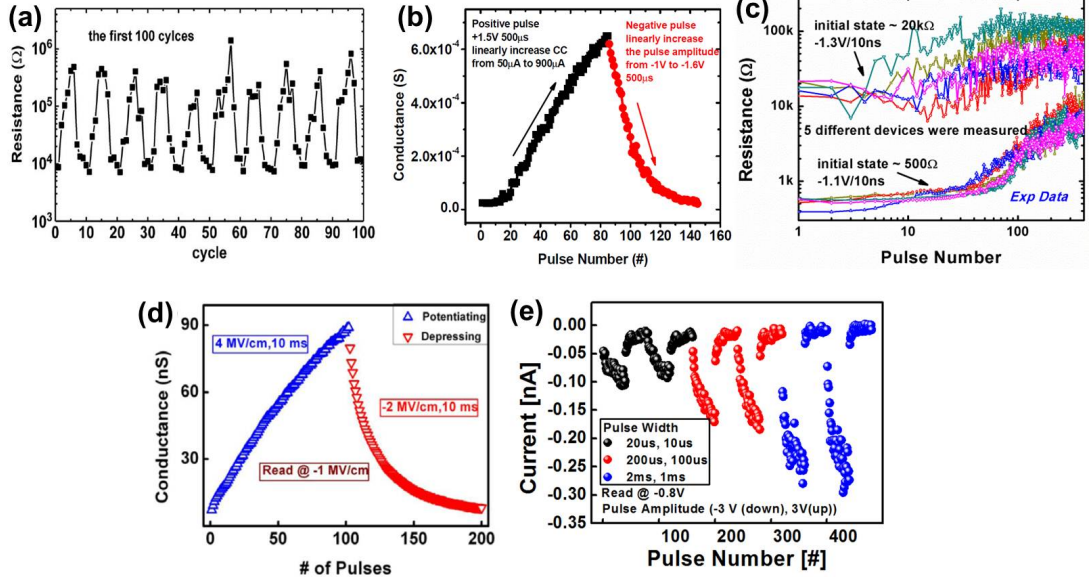 (a)
the first 100 cylces
Resistance (Ω)
10⁶
10⁵
10⁴
10³
0 10 20 30 40 50 60 70 80 90 100
cycle
(b)
Positive pulse
+1.5V 500µs
linearly increase CC
from 50µA to 900µA
Negative pulse
linearly increase
the pulse amplitude
from -1V to -1.6V
500µs
Conductance (S)
6.0x10⁻⁴
4.0x10⁻⁴
2.0x10⁻⁴
0.0
0 20 40 60 80 100 120 140 160
Pulse Number (#)
(c)
initial state ~ 20kΩ
-1.3V/10ns
5 different devices were measured
initial state ~ 500Ω
-1.1V/10ns
Exp Data
Resistance (Ω)
100k
10k
1k
1 10 100
Pulse Number
(d)
Potentiating
Depressing
4 MV/cm,10 ms
-2 MV/cm,10 ms
Read @ -1 MV/cm
Conductance (nS)
90
60
30
0 50 100 150 200
# of Pulses
(e)
Current [nA]
0.00
-0.05
-0.10
-0.15
-0.20
-0.25
-0.30
-0.35
Pulse Width
20us, 10us
200us, 100us
2ms, 1ms
Read @ -0.8V
Pulse Amplitude (-3 V (down), 3V(up))
100 200 300 400
Pulse Number [#]